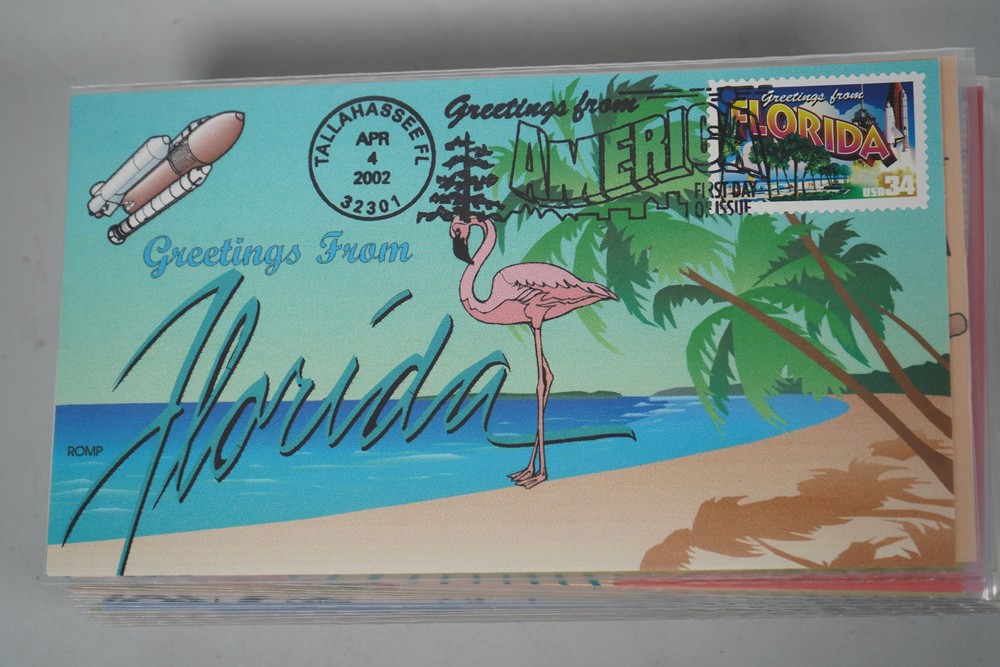 TALLAHASSEE FL
APR
4
2002
32301
Greetings from
AMERICA
FIRST DAY
OF ISSUE
Greetings from
FLORIDA
USA 34
Greetings From
Florida
ROMP